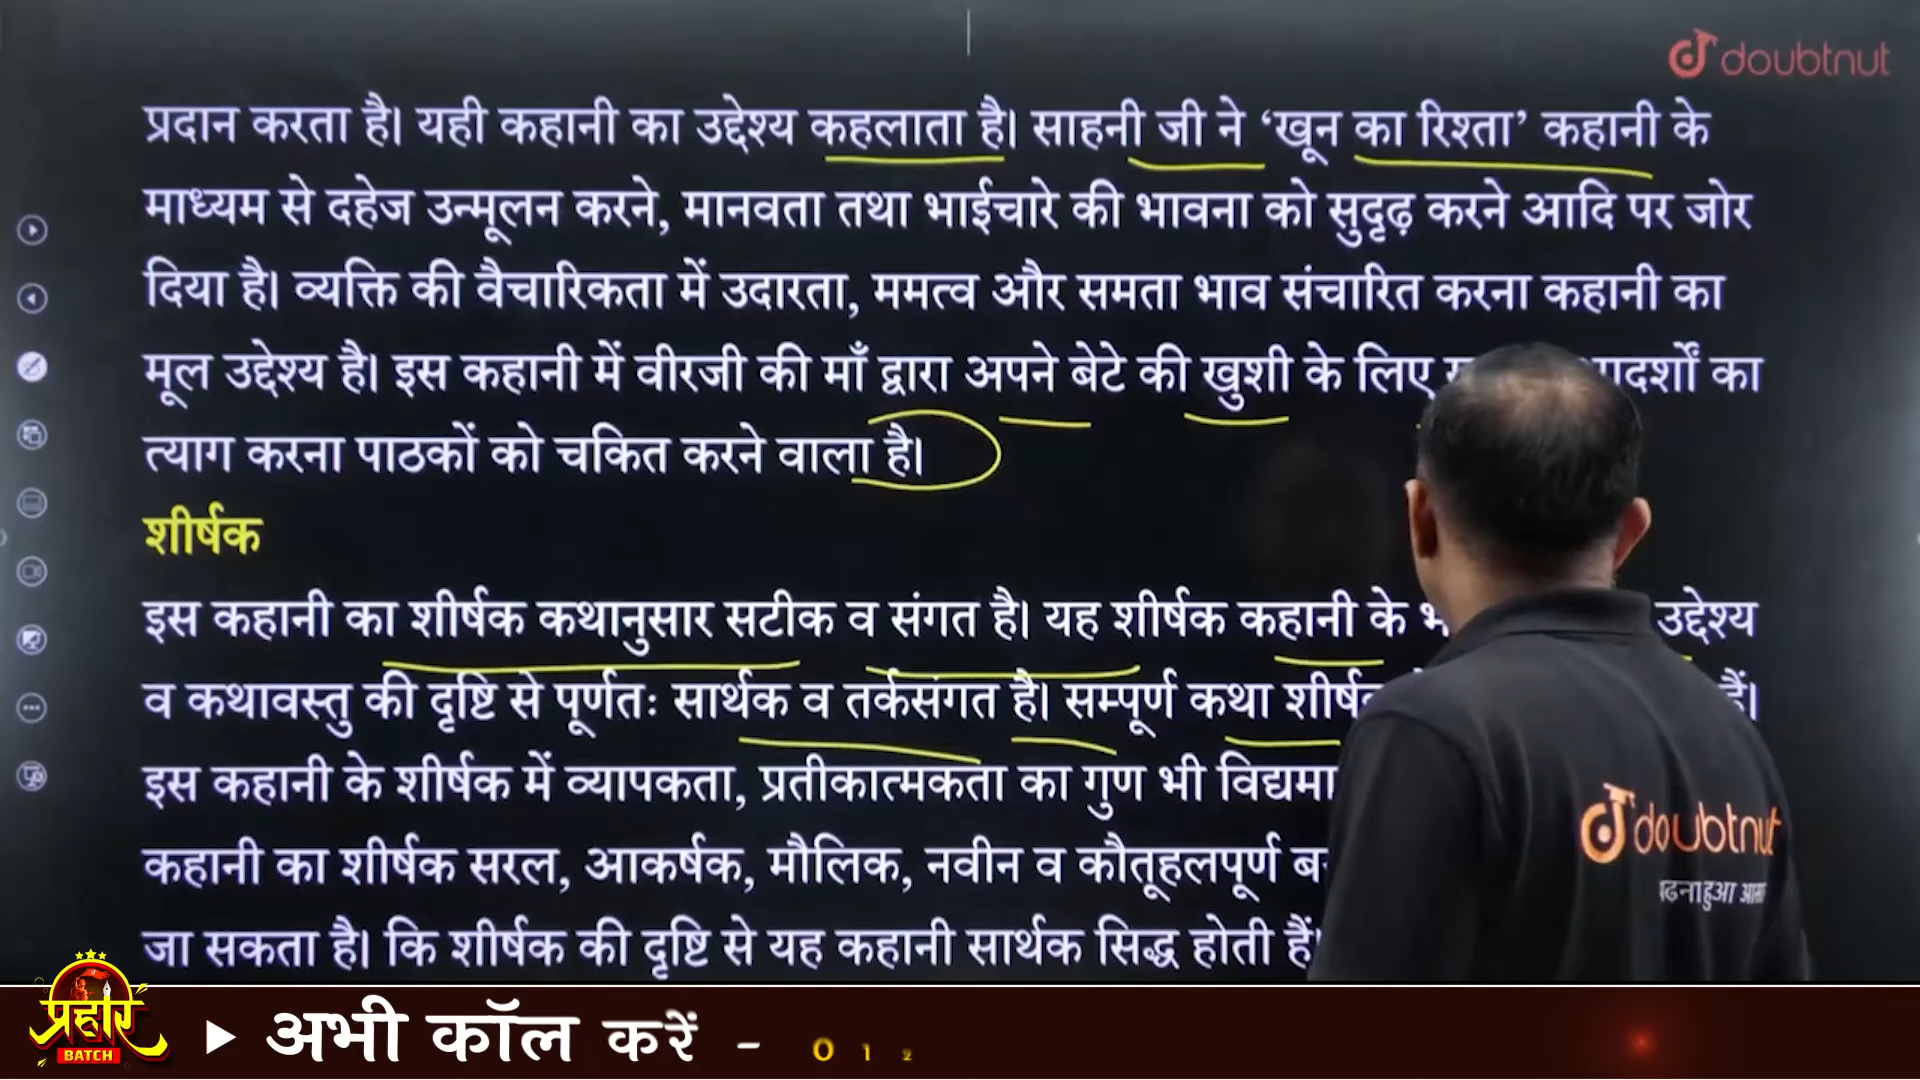 doubtnut
प्रदान करता है। यही कहानी का उद्देश्य कहलाता है। साहनी जी ने ‘खून का रिश्ता’ कहानी के
माध्यम से दहेज उन्मूलन करने, मानवता तथा भाईचारे की भावना को सुदृढ़ करने आदि पर जोर
दिया है। व्यक्ति की वैचारिकता में उदारता, ममत्व और समता भाव संचारित करना कहानी का
मूल उद्देश्य है। इस कहानी में वीरजी की माँ द्वारा अपने बेटे की खुशी के लिए का
त्याग करना पाठकों को चकित करने वाला है।
शीर्षक
इस कहानी का शीर्षक कथानुसार सटीक व संगत है। यह शीर्षक कहानी के उद्देश्य
व कथावस्तु की दृष्टि से पूर्णतः सार्थक व तर्कसंगत है। सम्पूर्ण कथा हैं।
इस कहानी के शीर्षक में व्यापकता, प्रतीकात्मकता का गुण भी
कहानी का शीर्षक सरल, आकर्षक, मौलिक, नवीन व कौतूहलपूर्ण
जा सकता है। कि शीर्षक की दृष्टि से यह कहानी सार्थक सिद्ध होती हैं।
doubtnut
प्रहार
BATCH
अभी कॉल करें - 012